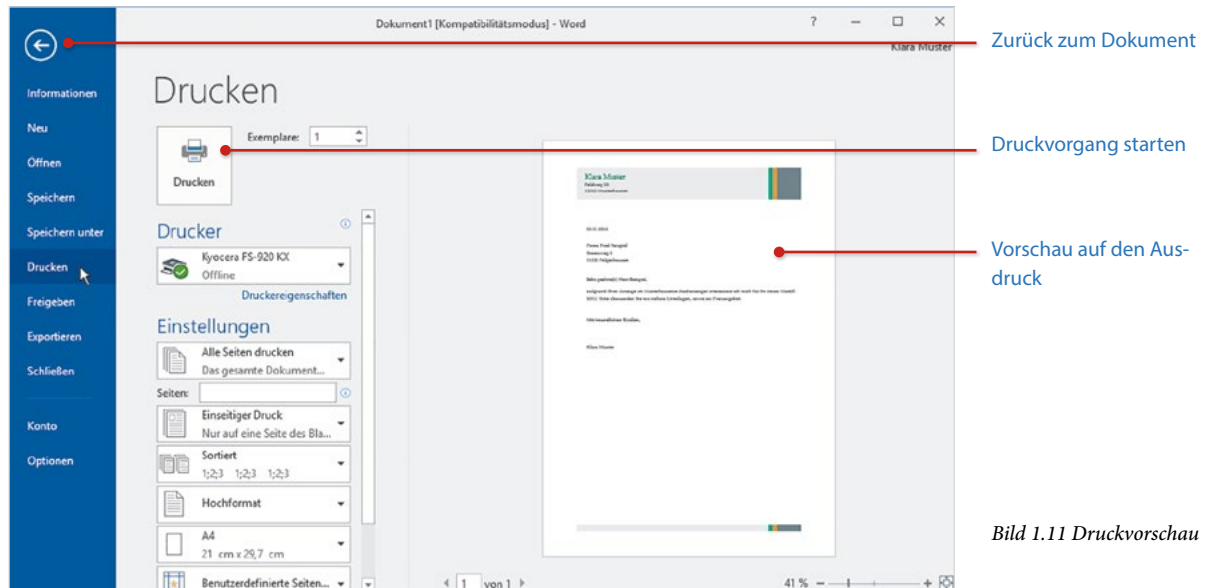 Dokument1 [Kompatibilitätsmodus] - Word
?
Klara Muster
Informationen
Neu
Öffnen
Speichern
Speichern unter
Drucken
Freigeben
Exportieren
Schließen
Konto
Optionen
Drucken
Exemplare: 1
Drucken
Drucker
Kyocera FS-920 KX
Offline
Druckereigenschaften
Einstellungen
Alle Seiten drucken
Das gesamte Dokument...
Seiten:
Einseitiger Druck
Nur auf eine Seite des Bla...
Sortiert
1;2;3 1;2;3 1;2;3
Hochformat
A4
21 cm x 29,7 cm
Benutzerdefinierte Seiten...
Klara Muster
Klara Muster
1 von 1
41 %
Zurück zum Dokument
Druckvorgang starten
Vorschau auf den Aus-
druck
Bild 1.11 Druckvorschau